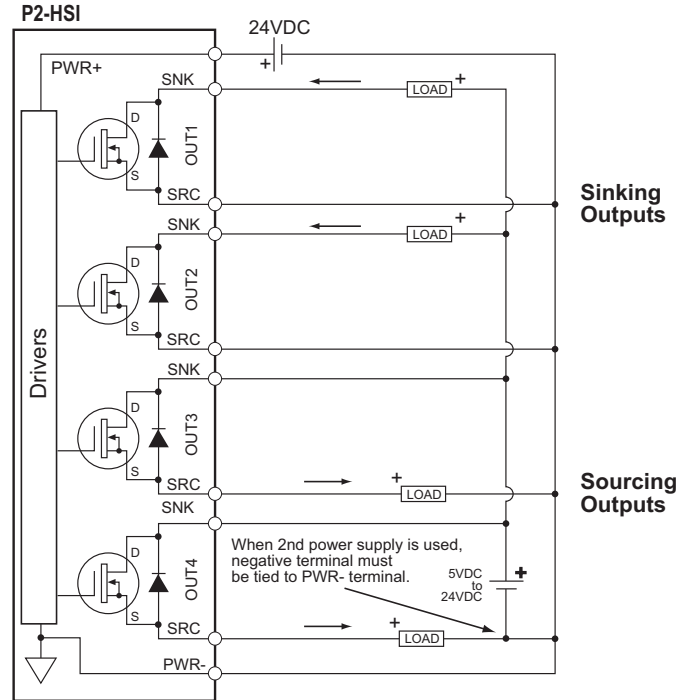 P2-HSI
24VDC
+
PWR+
SNK
+
LOAD
D
OUT1
S
SRC
Sinking
Outputs
SNK
+
LOAD
D
OUT2
S
SRC
Drivers
SNK
D
OUT3
S
SRC
+
LOAD
Sourcing
Outputs
SNK
When 2nd power supply is used,
negative terminal must
be tied to PWR- terminal.
D
OUT4
S
5VDC
to
24VDC
+
SRC
+
LOAD
PWR-